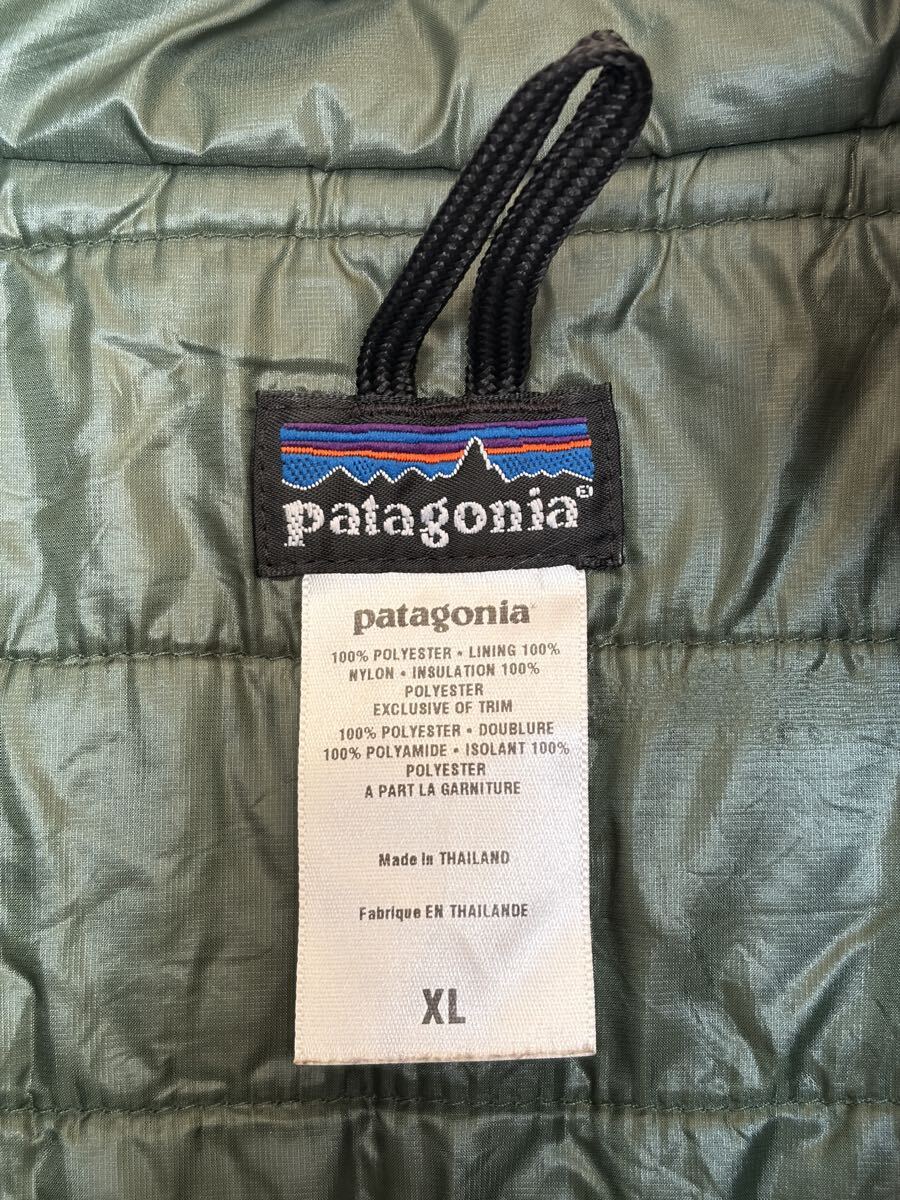 patagonia®
patagonia
100% POLYESTER • LINING 100%
NYLON • INSULATION 100%
POLYESTER
EXCLUSIVE OF TRIM
100% POLYESTER • DOUBLURE
100% POLYAMIDE • ISOLANT 100%
POLYESTER
A PART LA GARNITURE
Made in THAILAND
Fabrique EN THAILANDE
XL